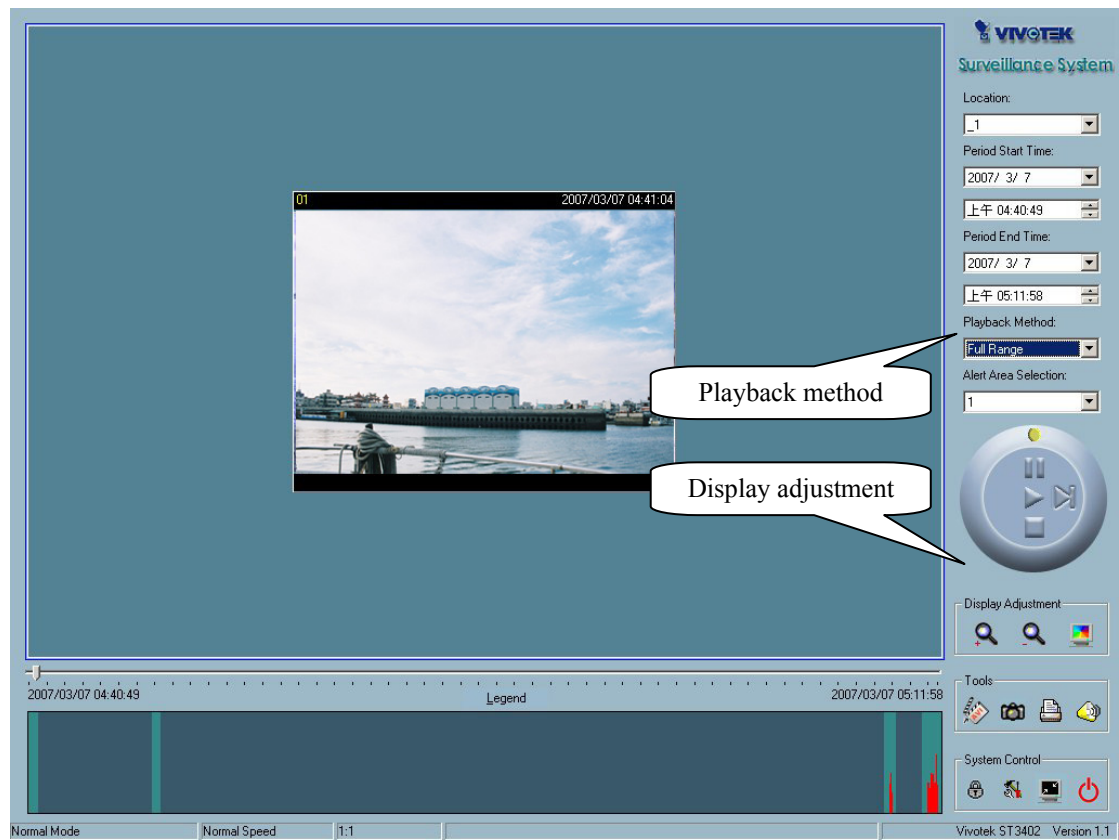 VIVOTEK
Surveillance System
Location:
_1
Period Start Time:
2007/ 3/ 7
上午 04:40:49
Period End Time:
2007/ 3/ 7
上午 05:11:58
Playback Method:
Full Range
Alert Area Selection:
1
01 2007/03/07 04:41:04
Playback method
Display adjustment
Display Adjustment
2007/03/07 04:40:49 Legend 2007/03/07 05:11:58
Tools
System Control
Normal Mode Normal Speed 1:1 Vivotek ST3402 Version 1.1